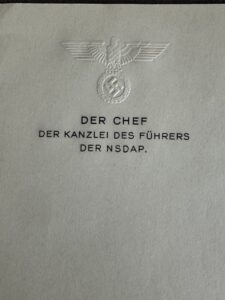 DER CHEF
DER KANZLEI DES FÜHRERS
DER NSDAP.